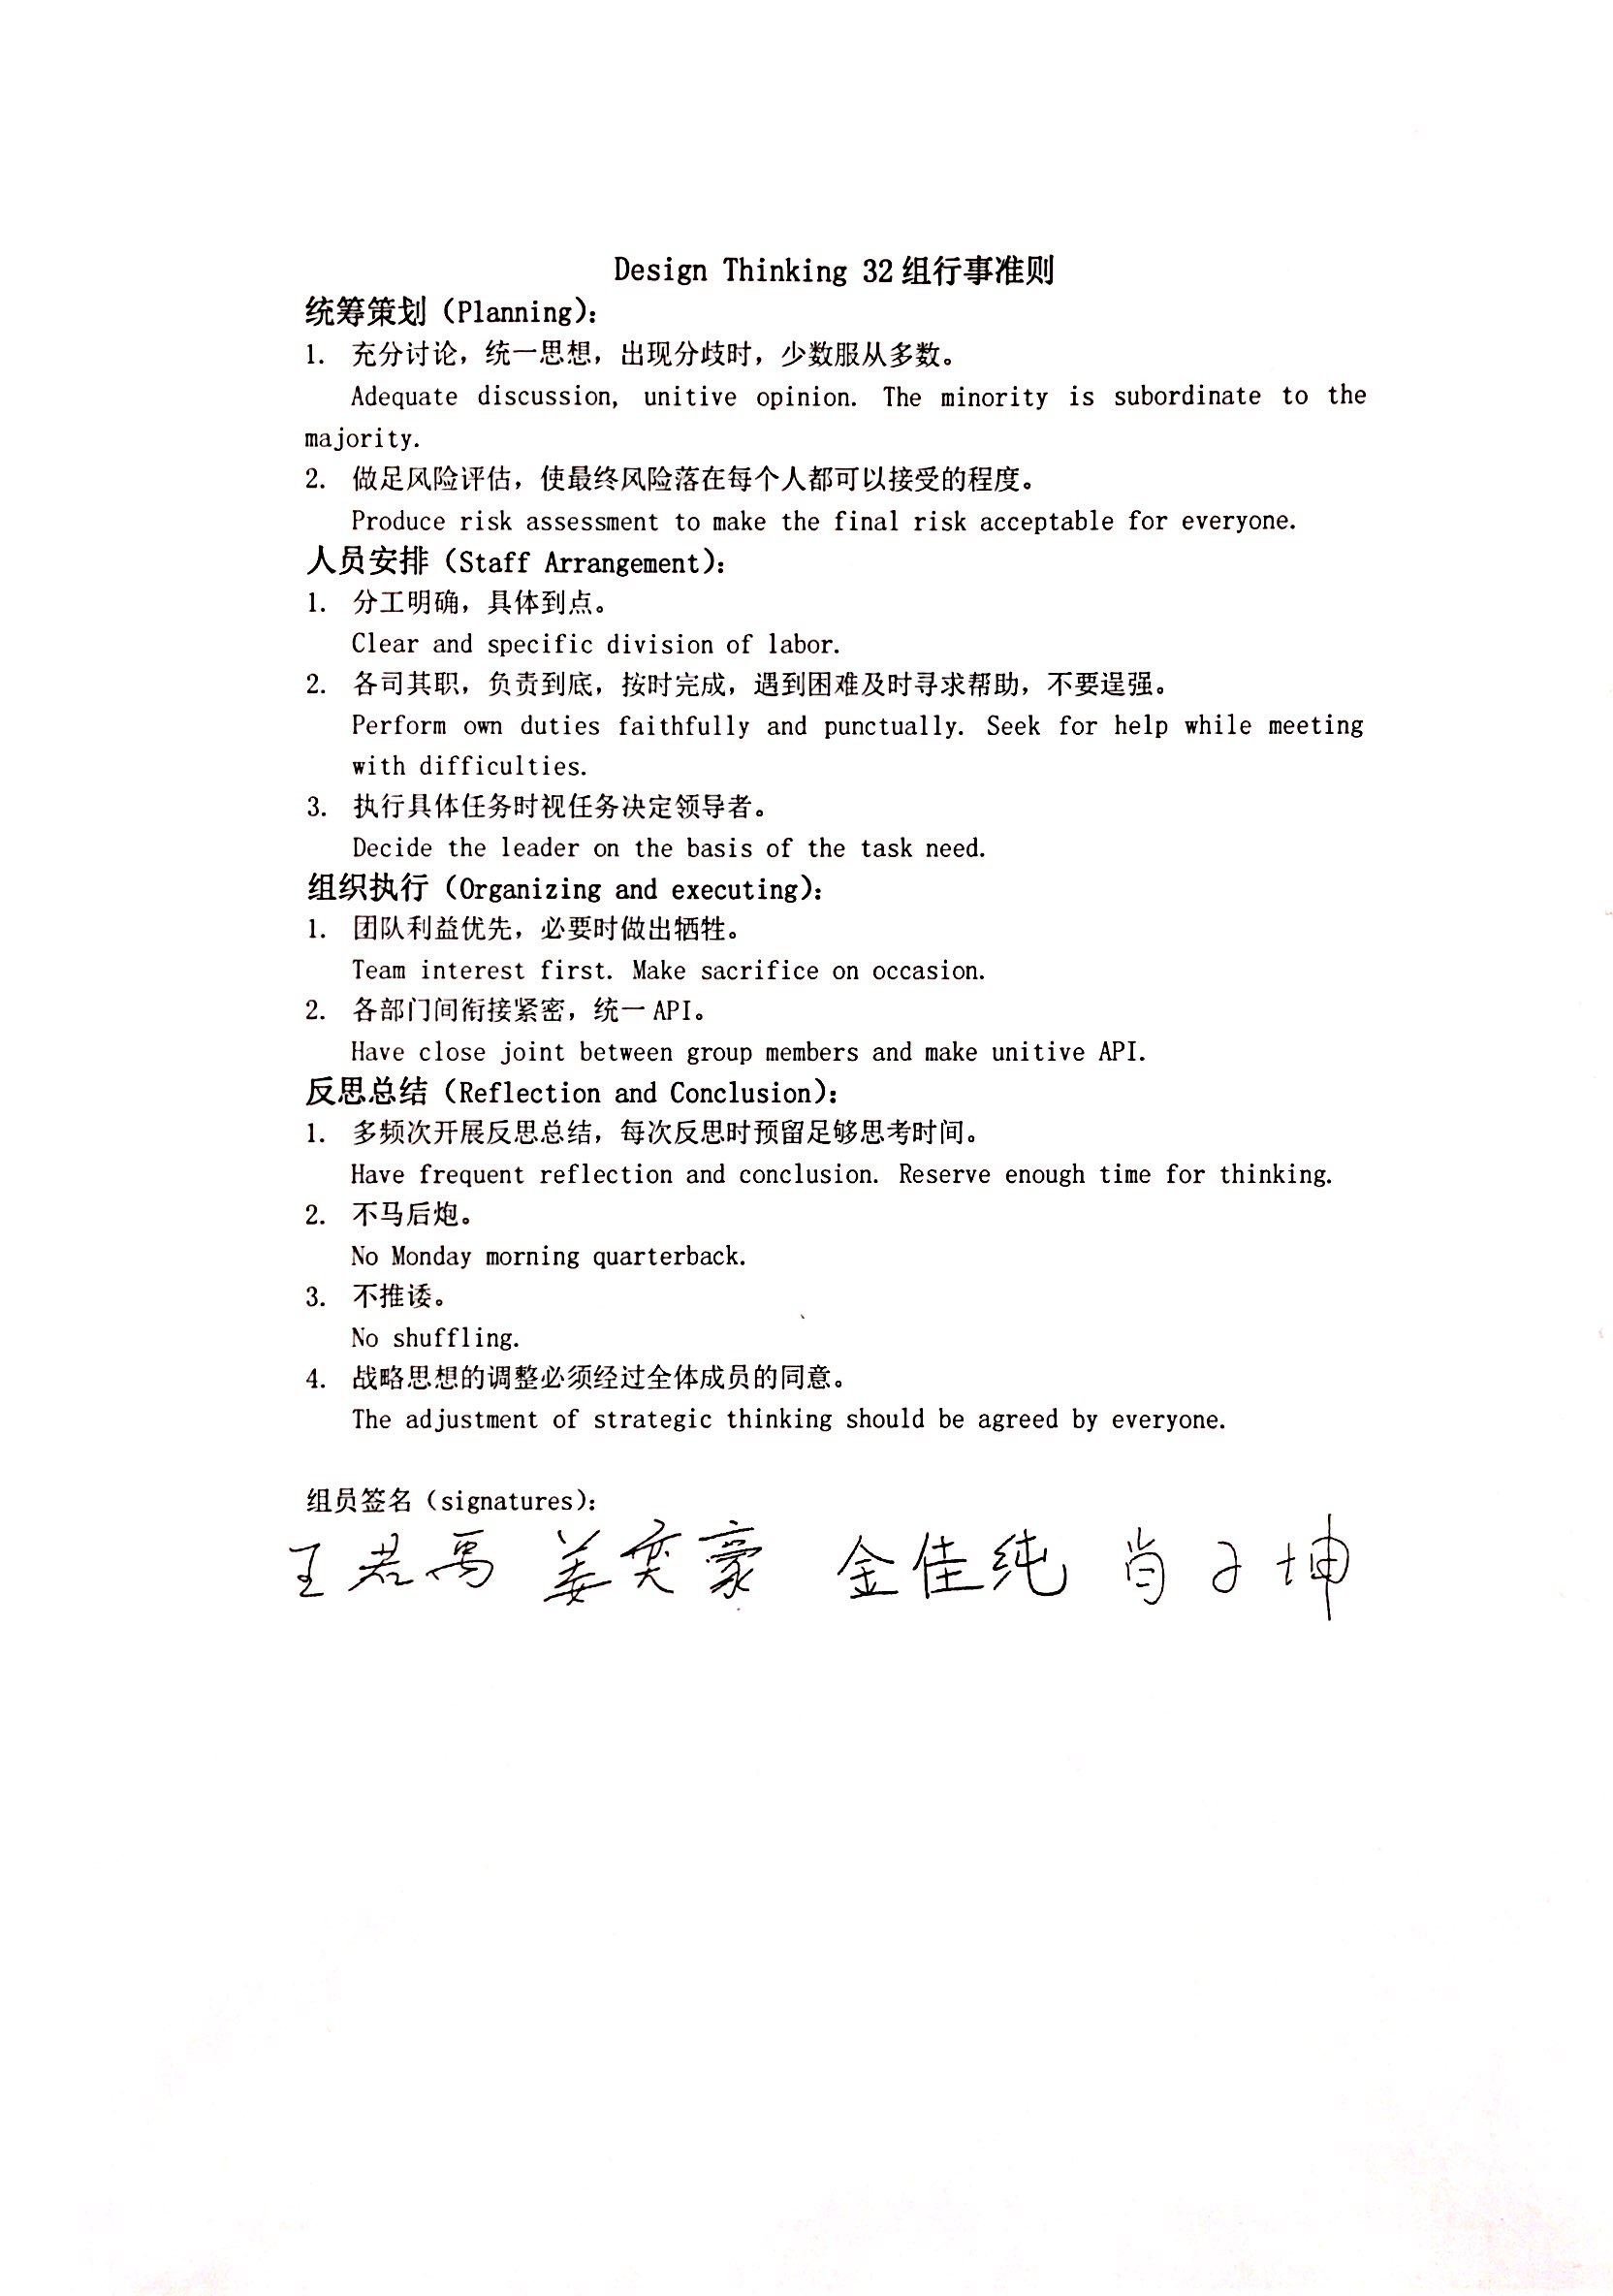 Design Thinking 32组行事准则
统筹策划（Planning）：
1. 充分讨论，统一思想，出现分歧时，少数服从多数。
Adequate discussion, unitive opinion. The minority is subordinate to the
majority.
2. 做足风险评估，使最终风险落在每个人都可以接受的程度。
Produce risk assessment to make the final risk acceptable for everyone.
人员安排（Staff Arrangement）：
1. 分工明确，具体到点。
Clear and specific division of labor.
2. 各司其职，负责到底，按时完成，遇到困难及时寻求帮助，不要逞强。
Perform own duties faithfully and punctually. Seek for help while meeting
with difficulties.
3. 执行具体任务时视任务决定领导者。
Decide the leader on the basis of the task need.
组织执行（Organizing and executing）：
1. 团队利益优先，必要时做出牺牲。
Team interest first. Make sacrifice on occasion.
2. 各部门间衔接紧密，统一API。
Have close joint between group members and make unitive API.
反思总结（Reflection and Conclusion）：
1. 多频次开展反思总结，每次反思时预留足够思考时间。
Have frequent reflection and conclusion. Reserve enough time for thinking.
2. 不马后炮。
No Monday morning quarterback.
3. 不推诿。
No shuffling.
4. 战略思想的调整必须经过全体成员的同意。
The adjustment of strategic thinking should be agreed by everyone.
组员签名（signatures）：
王君禹 姜奕豪 金佳纯 肖子坤